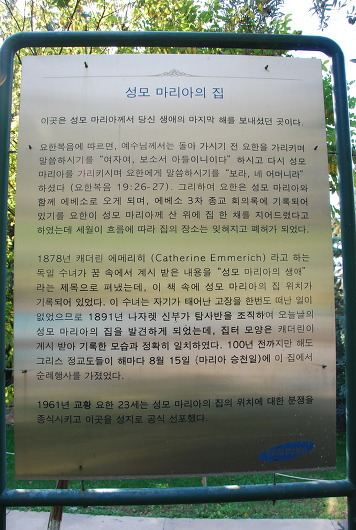 성모 마리아의 집
이곳은 성모 마리아께서 당신 생애의 마지막 해를 보내셨던 곳이다.
요한복음에 따르면, 예수님께서는 돌아 가시기 전 요한을 가리키며
말씀하시기를 "여자여, 보소서 아들이니이다" 하시고 다시 성모
마리아를 가리키시며 요한에게 말씀하시기를 "보라, 네 어머니라"
하셨다 (요한복음 19:26-27). 그리하여 요한은 성모 마리아와
함께 에베소로 오게 되며, 에베소 3차 종교 회의록에 기록되어
있기를 요한이 성모 마리아께 산 위에 집 한 채를 지어드렸다고
하였는데 세월이 흐름에 따라 집의 장소는 잊혀지고 폐허가 되었다.
1878년 캐더린 에메리히 (Catherine Emmerich) 라고 하는
독일 수녀가 꿈 속에서 계시 받은 내용을 "성모 마리아의 생애"
라는 제목으로 펴냈는데, 이 책 속에 성모 마리아의 집 위치가
기록되어 있었다. 이 수녀는 자기가 태어난 고장을 한번도 떠난 일이
없었으므로 1891년 나자렛 신부가 탐사반을 조직하여 오늘날의
성모 마리아의 집을 발견하게 되었는데, 집터 모양은 캐더린이
계시 받아 기록한 모습과 정확히 일치하였다. 100년 전까지만 해도
그리스 정교도들이 해마다 8월 15일 (마리아 승천일)에 이 집에서
순례행사를 가졌었다.
1961년 교황 요한 23세는 성모 마리아의 집의 위치에 대한 분쟁을
종식시키고 이곳을 성지로 공식 선포했다.